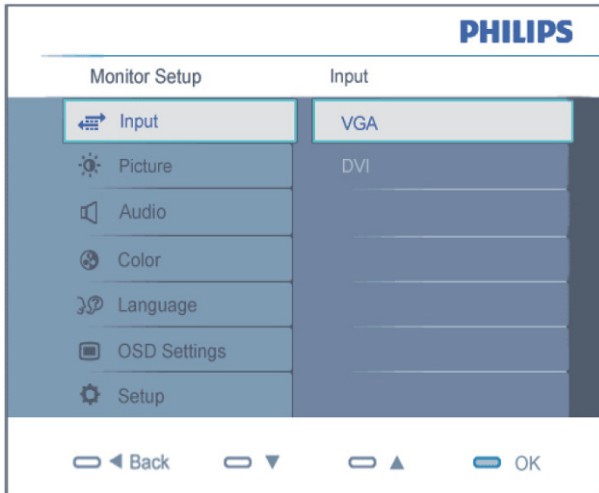 PHILIPS
Monitor Setup Input
Input VGA
Picture DVI
Audio
Color
Language
OSD Settings
Setup
Back OK